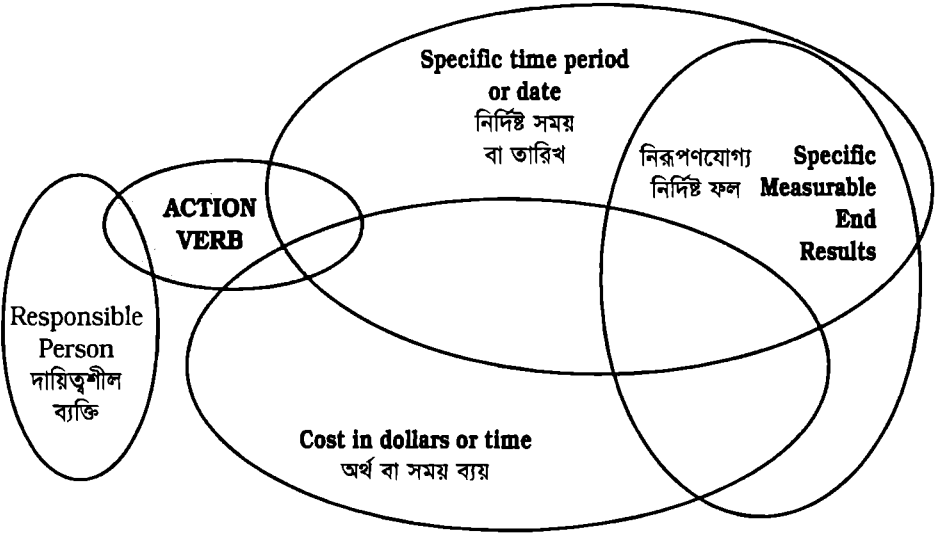 Specific time period
or date
নির্দিষ্ট সময়
বা তারিখ
নিরূপণযোগ্য
নির্দিষ্ট ফল
Specific
Measurable
End
Results
ACTION
VERB
Responsible
Person
দায়িত্বশীল
ব্যক্তি
Cost in dollars or time
অর্থ বা সময় ব্যয়